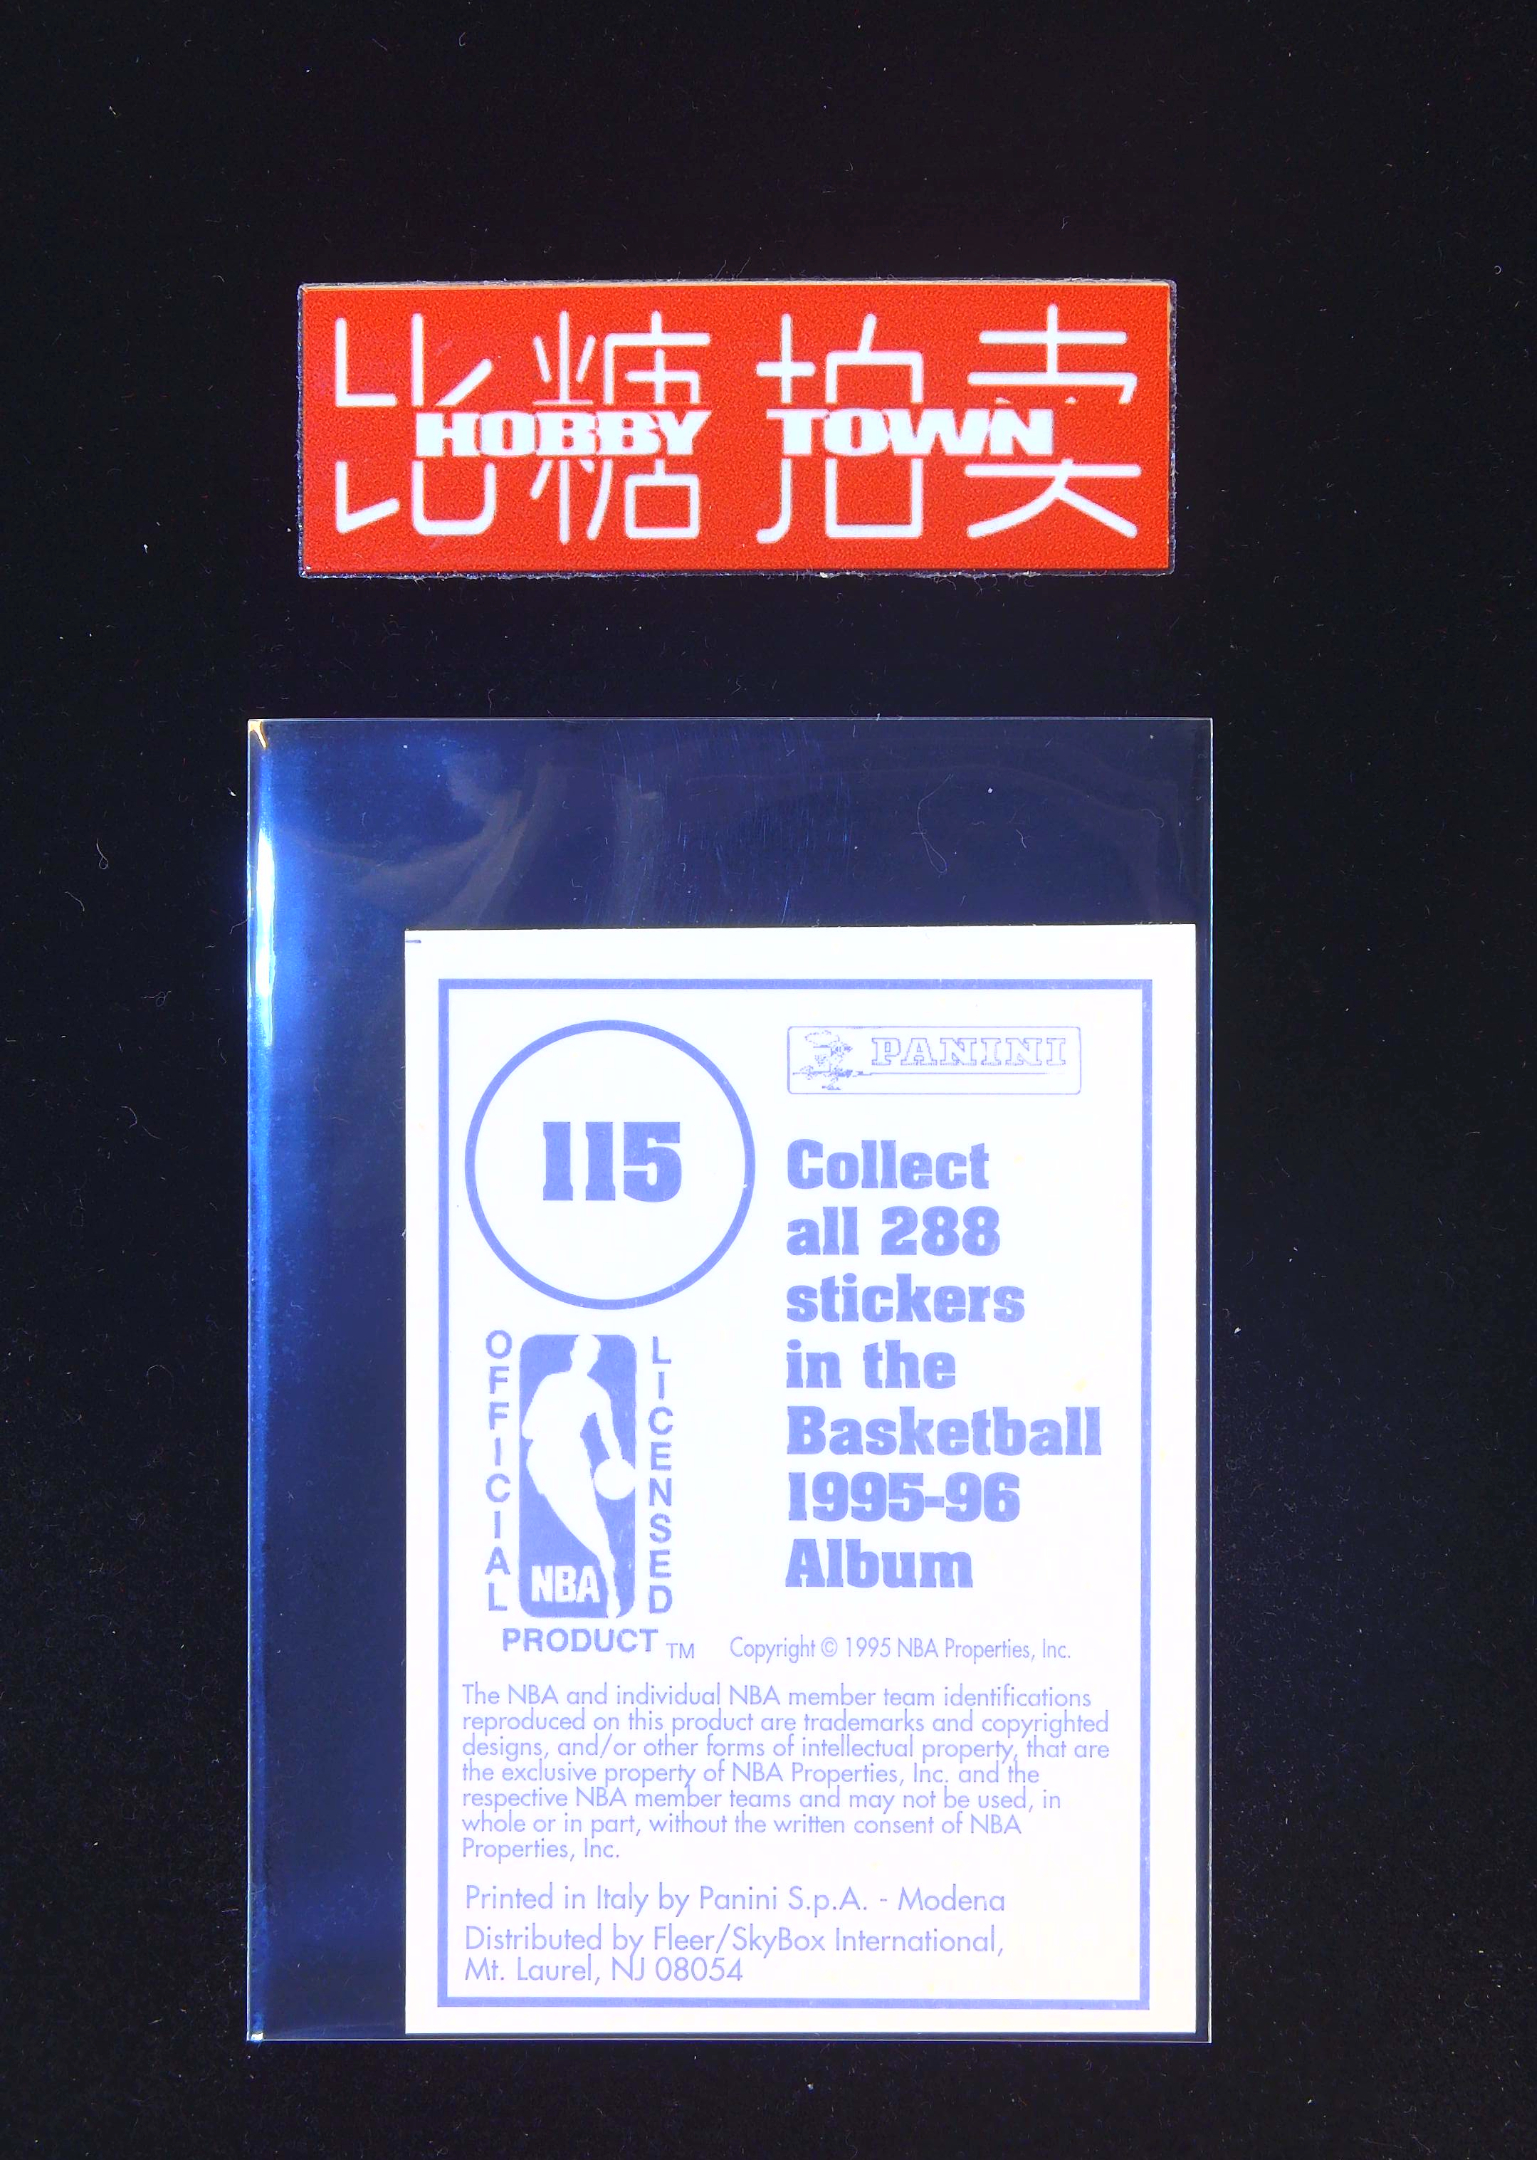 比糖拍卖
HOBBY TOWN
115
PANINI
Collect
all 288
stickers
in the
Basketball
1995-96
Album
OFFICIAL
LICENSED
NBA
PRODUCT TM
Copyright © 1995 NBA Properties, Inc.
The NBA and individual NBA member team identifications
reproduced on this product are trademarks and copyrighted
designs, and/or other forms of intellectual property, that are
the exclusive property of NBA Properties, Inc. and the
respective NBA member teams and may not be used, in
whole or in part, without the written consent of NBA
Properties, Inc.
Printed in Italy by Panini S.p.A. - Modena
Distributed by Fleer/SkyBox International,
Mt. Laurel, NJ 08054